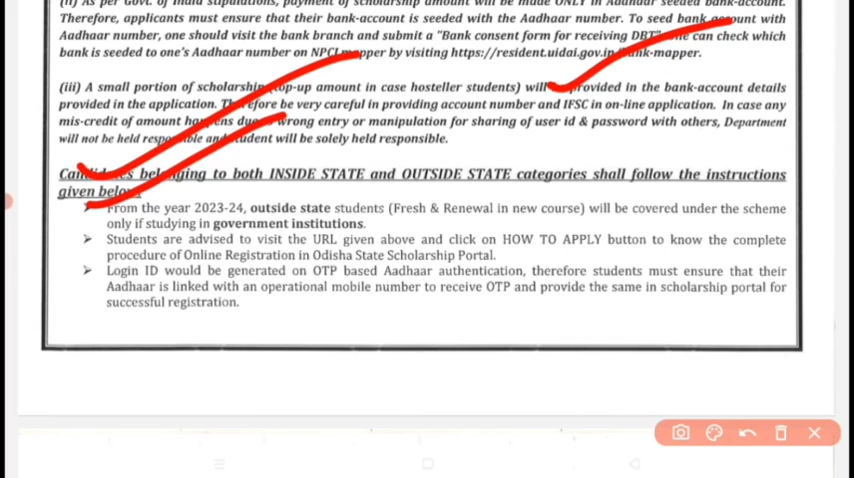 (ii) As per Govt. of India stipulations, payment of scholarship amount will be made ONLY in Aadhaar seeded bank-account.
Therefore, applicants must ensure that their bank-account is seeded with the Aadhaar number. To seed bank with
Aadhaar number, one should visit the bank branch and submit a "Bank consent form for receiving DBT" can check which
bank is seeded to one's Aadhaar number on NPCI mapper by visiting https://resident.uidai.gov.in
(iii) A small portion of scholarship (top-up amount in case hosteller students) will provided in the bank-account details
provided in the application. Therefore be very careful in providing account number and IFSC in on-line application. In case any
mis-credit of amount happens due wrong entry or manipulation for sharing of user id & password with others, Department
will not be held responsible and student will be solely held responsible.
Candidates belonging to both INSIDE STATE and OUTSIDE STATE categories shall follow the instructions
given below
➤ From the year 2023-24, outside state students (Fresh & Renewal in new course) will be covered under the scheme
only if studying in government institutions.
➤ Students are advised to visit the URL given above and click on HOW TO APPLY button to know the complete
procedure of Online Registration in Odisha State Scholarship Portal.
➤ Login ID would be generated on OTP based Aadhaar authentication, therefore students must ensure that their
Aadhaar is linked with an operational mobile number to receive OTP and provide the same in scholarship portal for
successful registration.